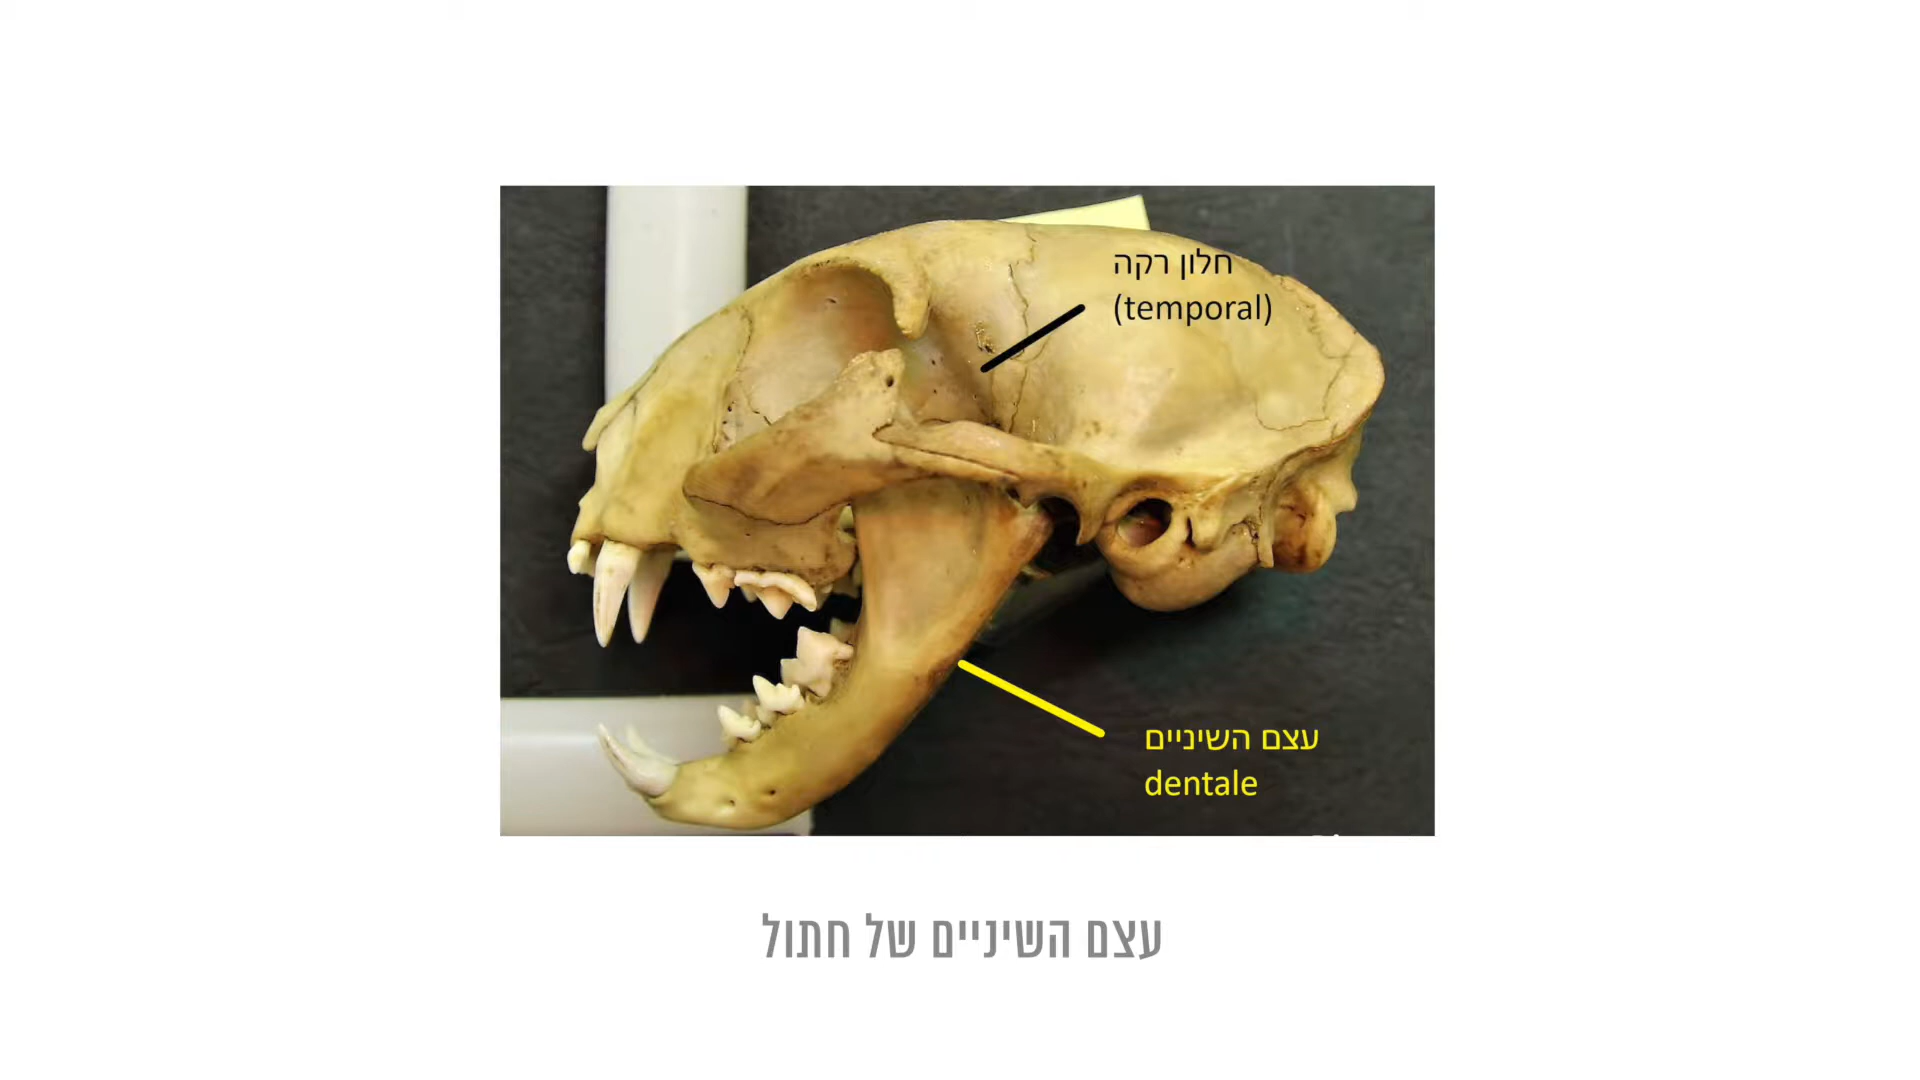 חלון רקה
(temporal)
עצם השיניים
dentale
עצם השיניים של חתול